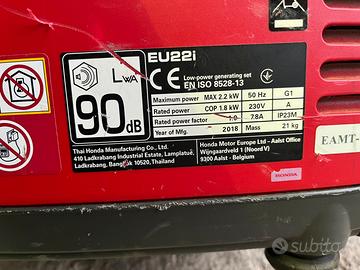 EU22i
LWA
90dB
CE
Low-power generating set
EN ISO 8528-13
Maximum power MAX 2.2 kW 50 Hz G1
Rated power COP 1.8 kW 230V A
Rated power factor 1.0 7.8A IP23M
Year of Mfg. 2018 Mass 21 kg
Thai Honda Manufacturing Co., Ltd.
410 Ladkrabang Industrial Estate, Lamplatue,
Ladkrabang, Bangkok 10520, Thailand
Honda Motor Europe Ltd - Aalst Office
Wijngaardveld 1 (Noord V)
9300 Aalst - Belgium
EAMT-
HONDA
subito